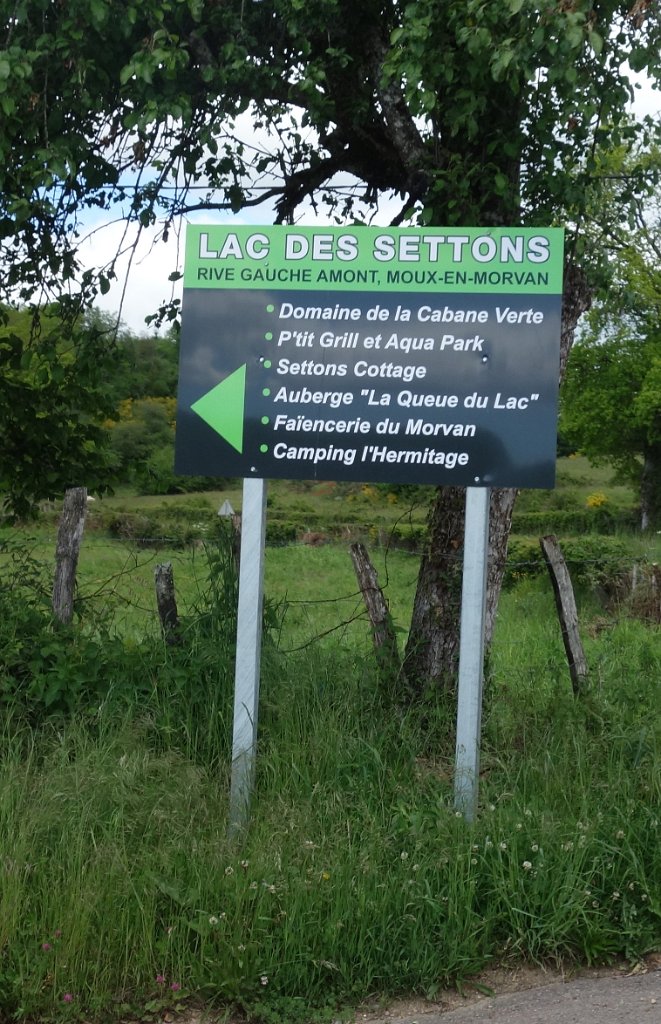 LAC DES SETTONS
RIVE GAUCHE AMONT, MOUX-EN-MORVAN
Domaine de la Cabane Verte
P'tit Grill et Aqua Park
Settons Cottage
Auberge "La Queue du Lac"
Faïencerie du Morvan
Camping l'Hermitage